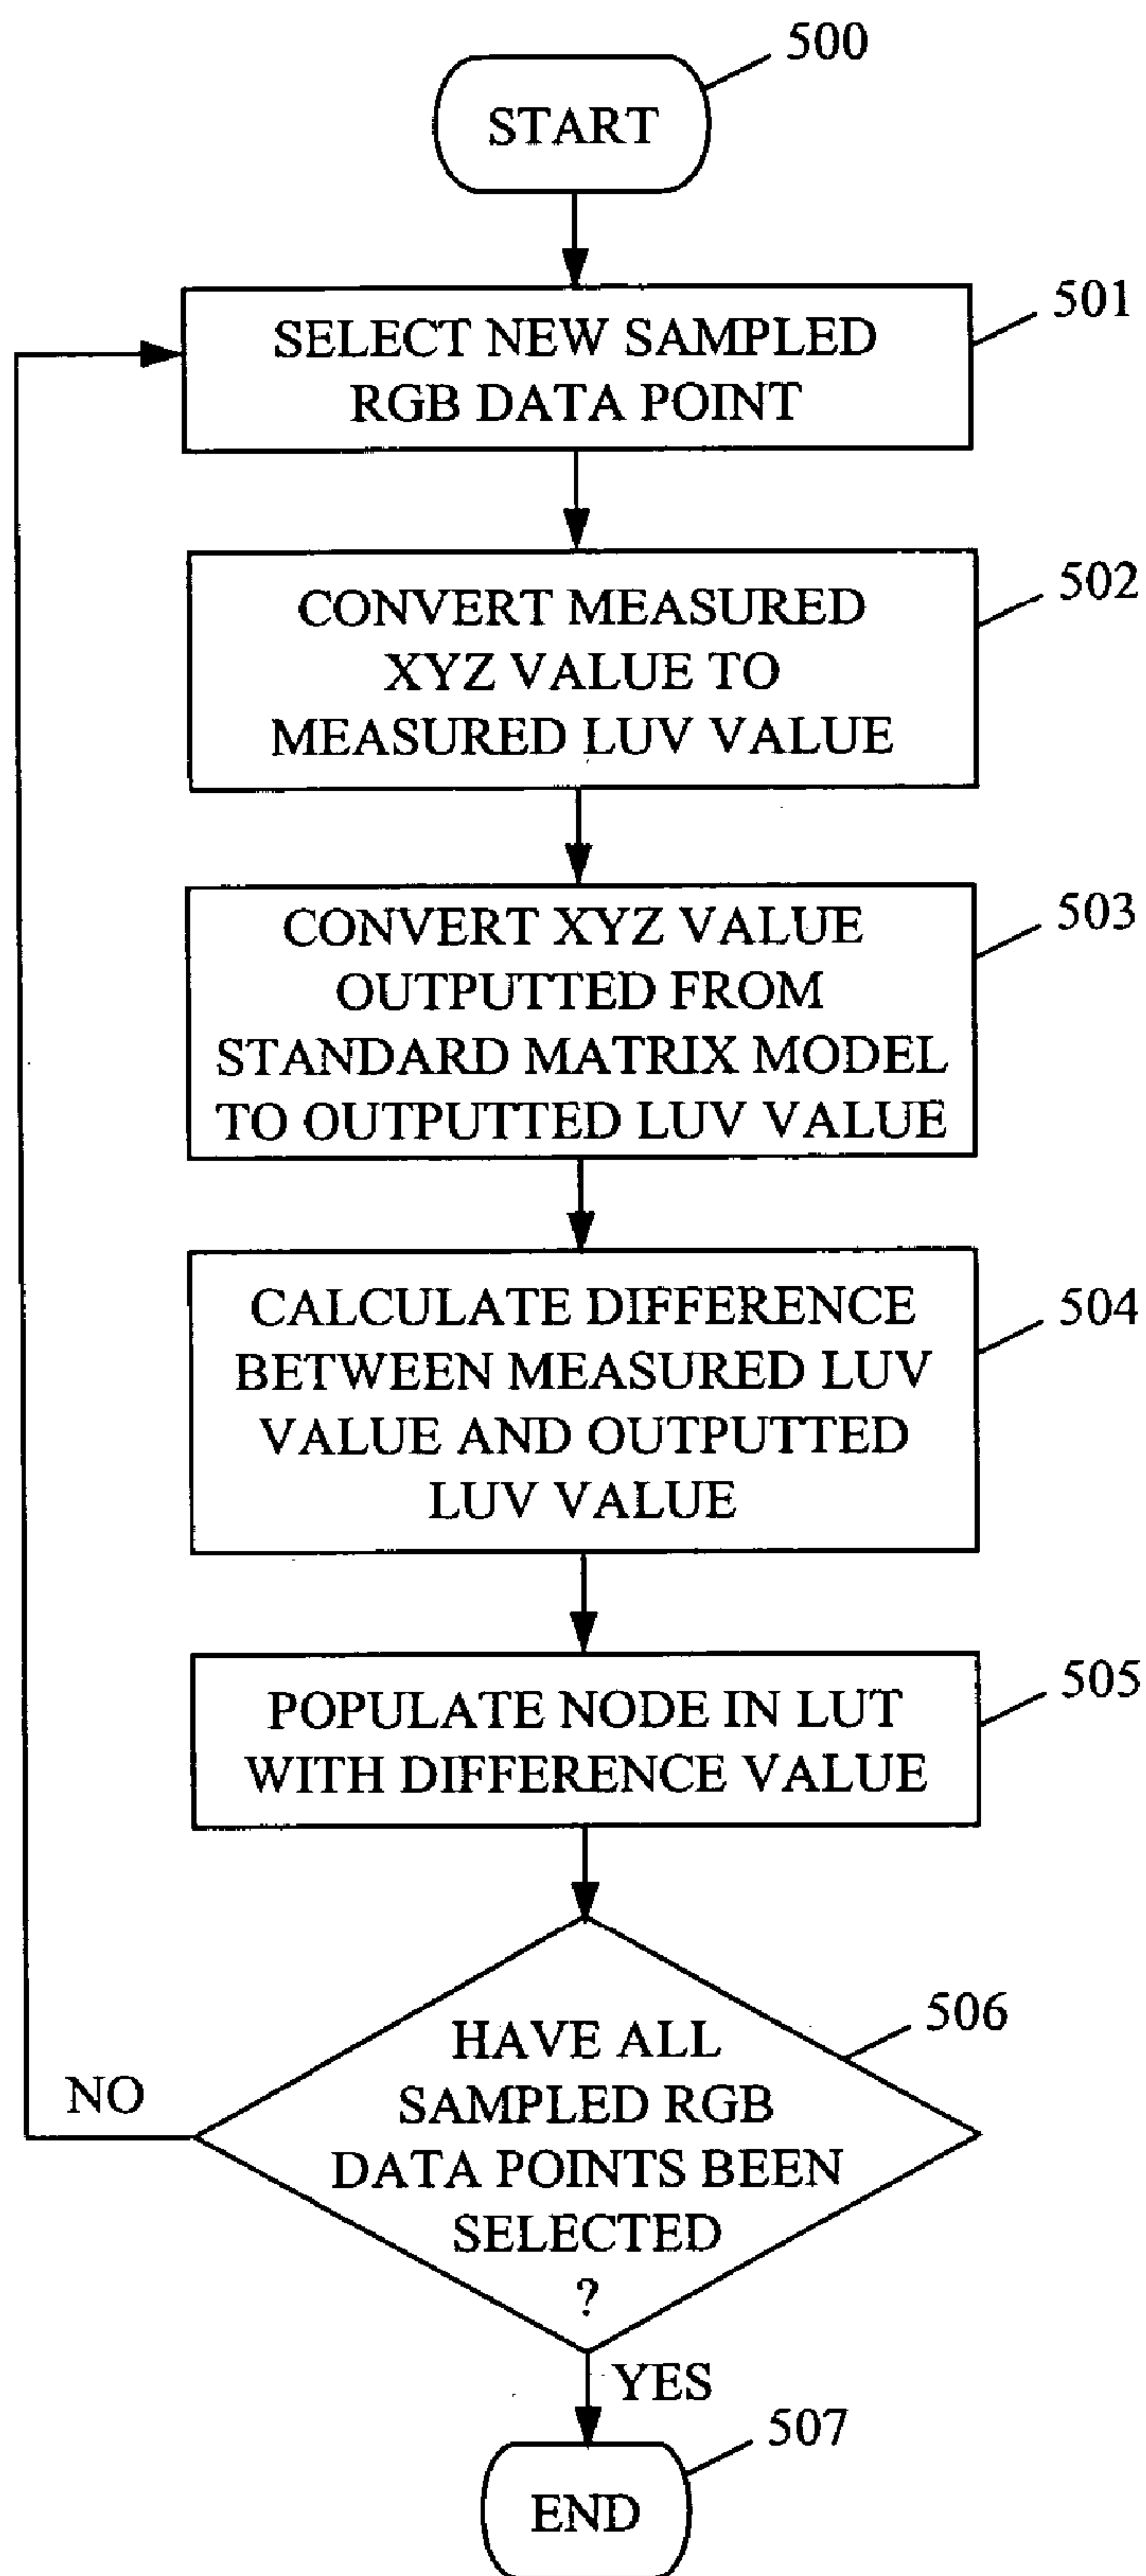 500
START
501
SELECT NEW SAMPLED
RGB DATA POINT
502
CONVERT MEASURED
XYZ VALUE TO
MEASURED LUV VALUE
503
CONVERT XYZ VALUE
OUTPUTTED FROM
STANDARD MATRIX MODEL
TO OUTPUTTED LUV VALUE
504
CALCULATE DIFFERENCE
BETWEEN MEASURED LUV
VALUE AND OUTPUTTED
LUV VALUE
505
POPULATE NODE IN LUT
WITH DIFFERENCE VALUE
506
HAVE ALL
SAMPLED RGB
DATA POINTS BEEN
SELECTED
?
NO
YES
507
END